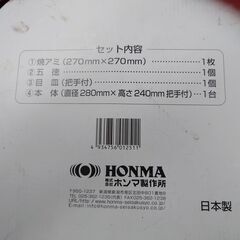 セット内容
①焼アミ(270mm×270mm)……1枚
②五徳……1個
③目皿(把手付)……1個
④本体(直径280mm×高さ240mm把手付)…1台
4 934756 012511
HONMA
株式会社ホンマ製作所
日本製